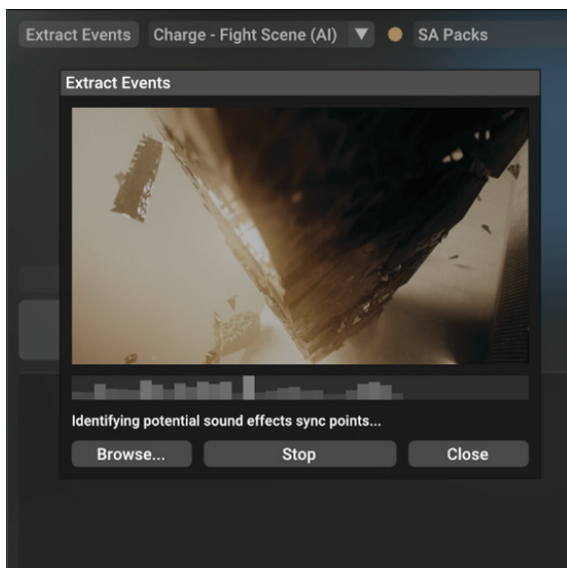 Extract Events Charge - Fight Scene (AI) ▼ SA Packs
Extract Events
Identifying potential sound effects sync points...
Browse... Stop Close